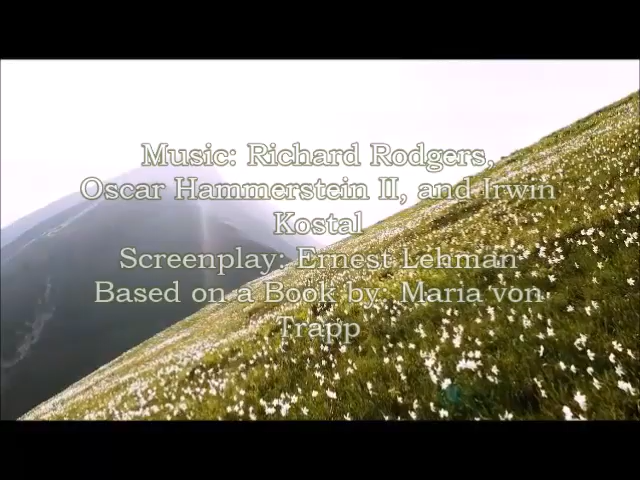 Music: Richard Rodgers,
Oscar Hammerstein II, and Irwin
Kostal
Screenplay: Ernest Lehman
Based on a Book by: Maria von
Trapp